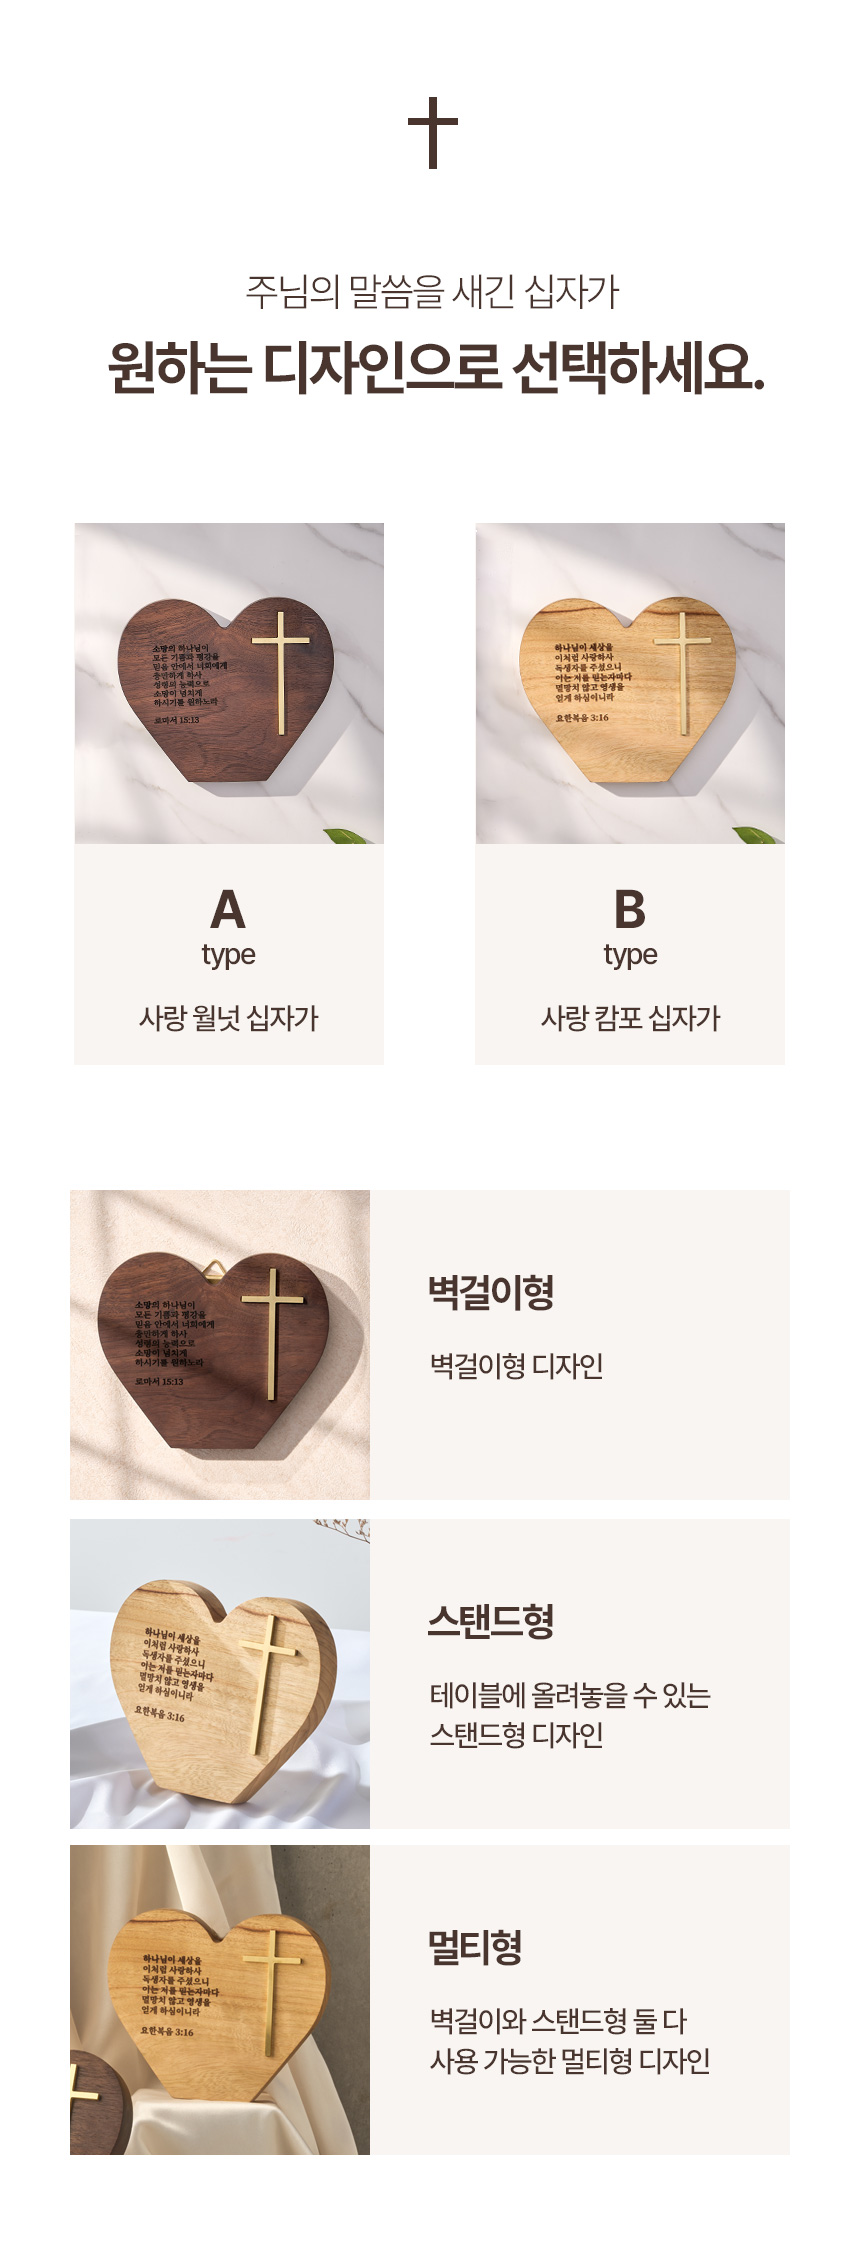 주님의 말씀을 새긴 십자가
원하는 디자인으로 선택하세요.
소망의 하나님이
모든 기쁨과 평강을
믿음 안에서 너희에게
충만하게 하사
성령의 능력으로
소망이 넘치게
하시기를 원하노라
로마서 15:13
하나님이 세상을
이처럼 사랑하사
독생자를 주셨으니
이는 저를 믿는자마다
멸망치 않고 영생을
얻게 하심이니라
요한복음 3:16
A
type
사랑 월넛 십자가
B
type
사랑 캄포 십자가
소망의 하나님이
모든 기쁨과 평강을
믿음 안에서 너희에게
충만하게 하사
성령의 능력으로
소망이 넘치게
하시기를 원하노라
로마서 15:13
벽걸이형
벽걸이형 디자인
하나님이 세상을
이처럼 사랑하사
독생자를 주셨으니
이는 저를 믿는자마다
멸망치 않고 영생을
얻게 하심이니라
요한복음 3:16
스탠드형
테이블에 올려놓을 수 있는
스탠드형 디자인
하나님이 세상을
이처럼 사랑하사
독생자를 주셨으니
이는 저를 믿는자마다
멸망치 않고 영생을
얻게 하심이니라
요한복음 3:16
멀티형
벽걸이와 스탠드형 둘 다
사용 가능한 멀티형 디자인